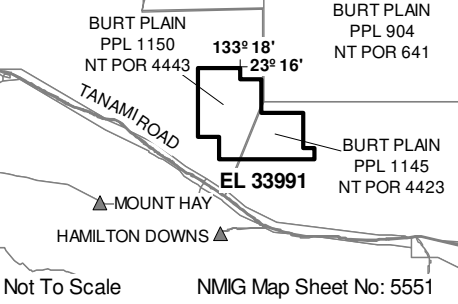 BURT PLAIN
PPL 904
NT POR 641
BURT PLAIN
PPL 1150
NT POR 4443
133º 18'
23º 16'
TANAMI ROAD
BURT PLAIN
PPL 1145
NT POR 4423
EL 33991
MOUNT HAY
HAMILTON DOWNS
Not To Scale
NMIG Map Sheet No: 5551